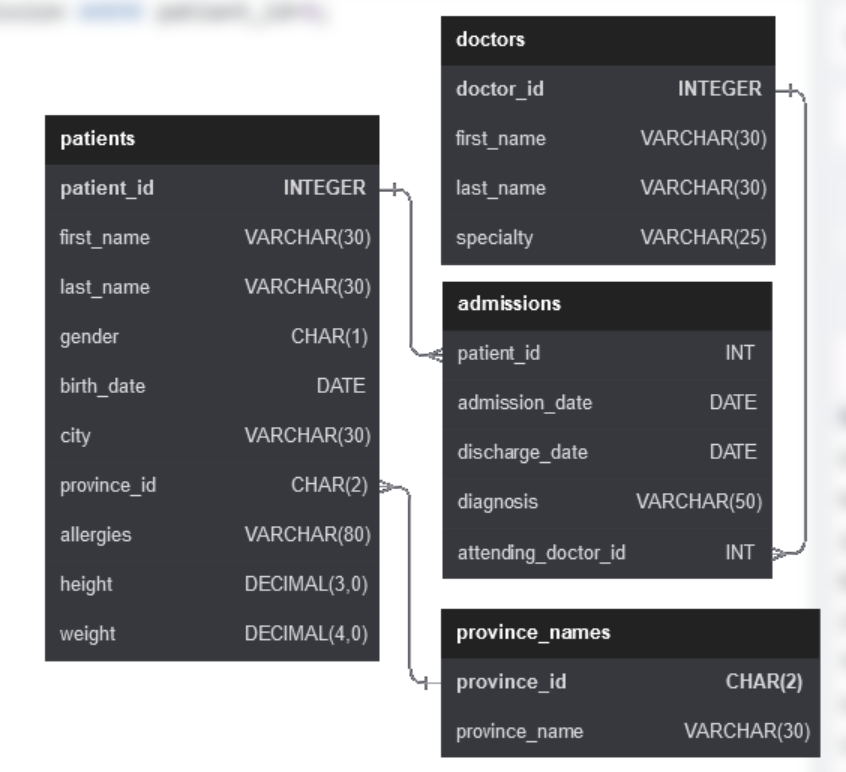 doctors
doctor_id INTEGER
first_name VARCHAR(30)
last_name VARCHAR(30)
specialty VARCHAR(25)
patients
patient_id INTEGER
first_name VARCHAR(30)
last_name VARCHAR(30)
gender CHAR(1)
birth_date DATE
city VARCHAR(30)
province_id CHAR(2)
allergies VARCHAR(80)
height DECIMAL(3,0)
weight DECIMAL(4,0)
admissions
patient_id INT
admission_date DATE
discharge_date DATE
diagnosis VARCHAR(50)
attending_doctor_id INT
province_names
province_id CHAR(2)
province_name VARCHAR(30)